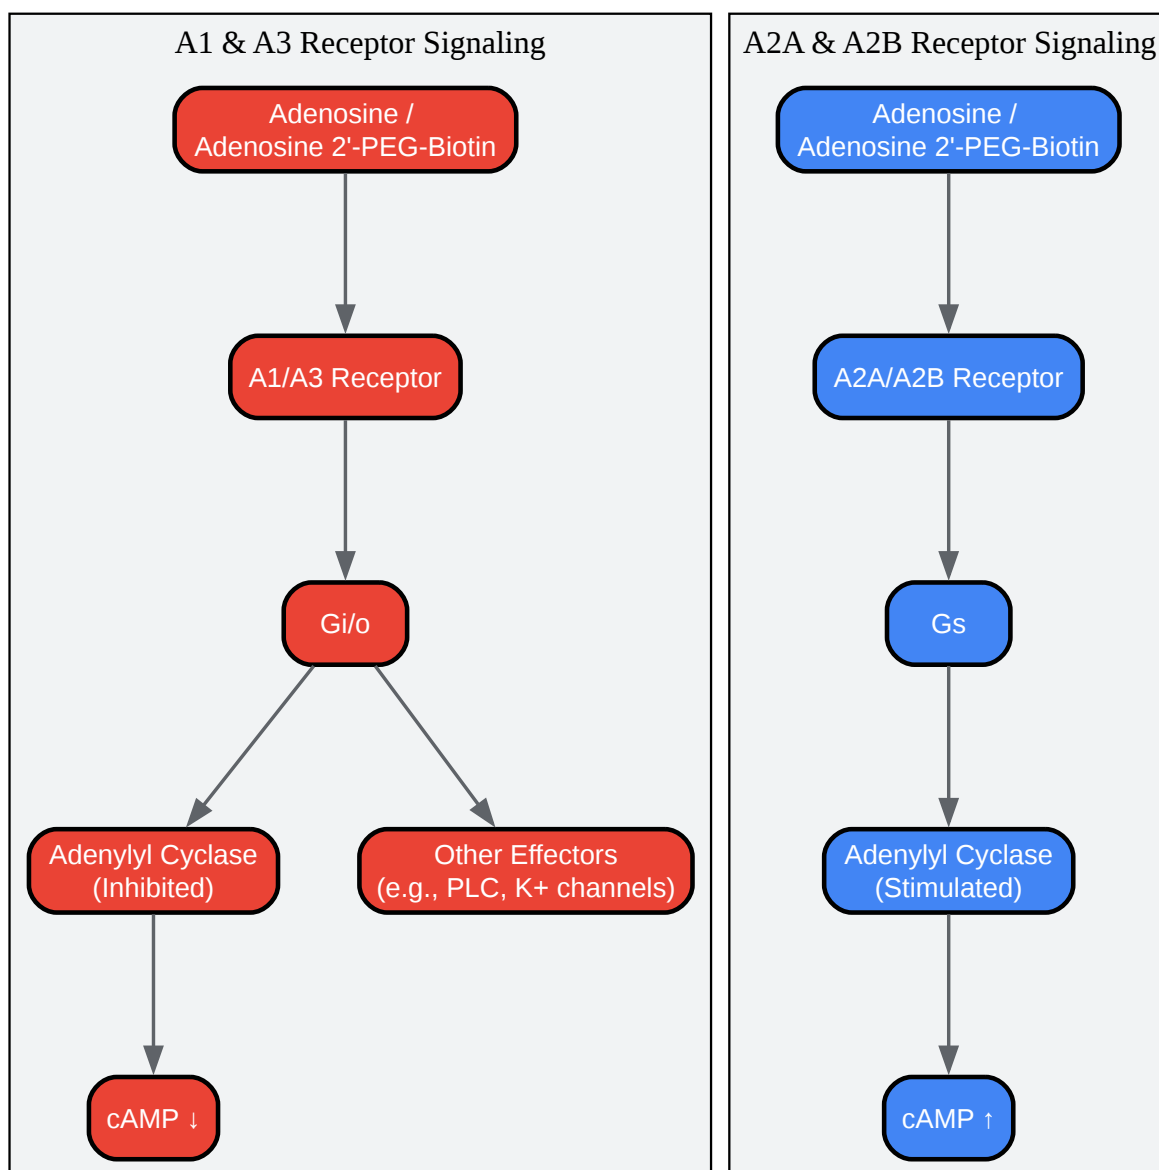 A1 & A3 Receptor Signaling
Adenosine /
Adenosine 2'-PEG-Biotin
A1/A3 Receptor
Gi/o
Adenylyl Cyclase
(Inhibited)
Other Effectors
(e.g., PLC, K+ channels)
cAMP ↓
A2A & A2B Receptor Signaling
Adenosine /
Adenosine 2'-PEG-Biotin
A2A/A2B Receptor
Gs
Adenylyl Cyclase
(Stimulated)
cAMP ↑